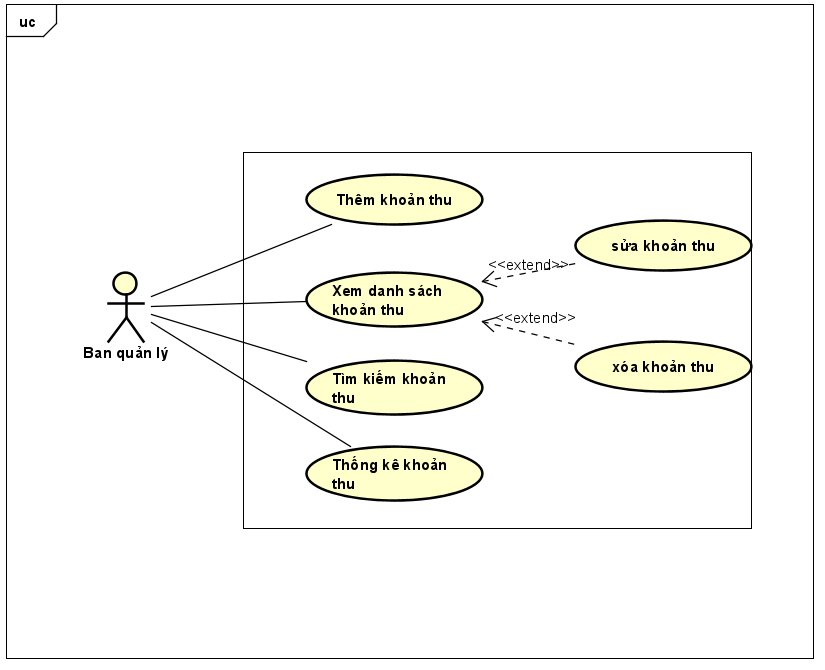 uc
Thêm khoản thu
sửa khoản thu
<<extend>>
Xem danh sách
khoản thu
<<extend>>
Ban quản lý
xóa khoản thu
Tìm kiếm khoản
thu
Thống kê khoản
thu